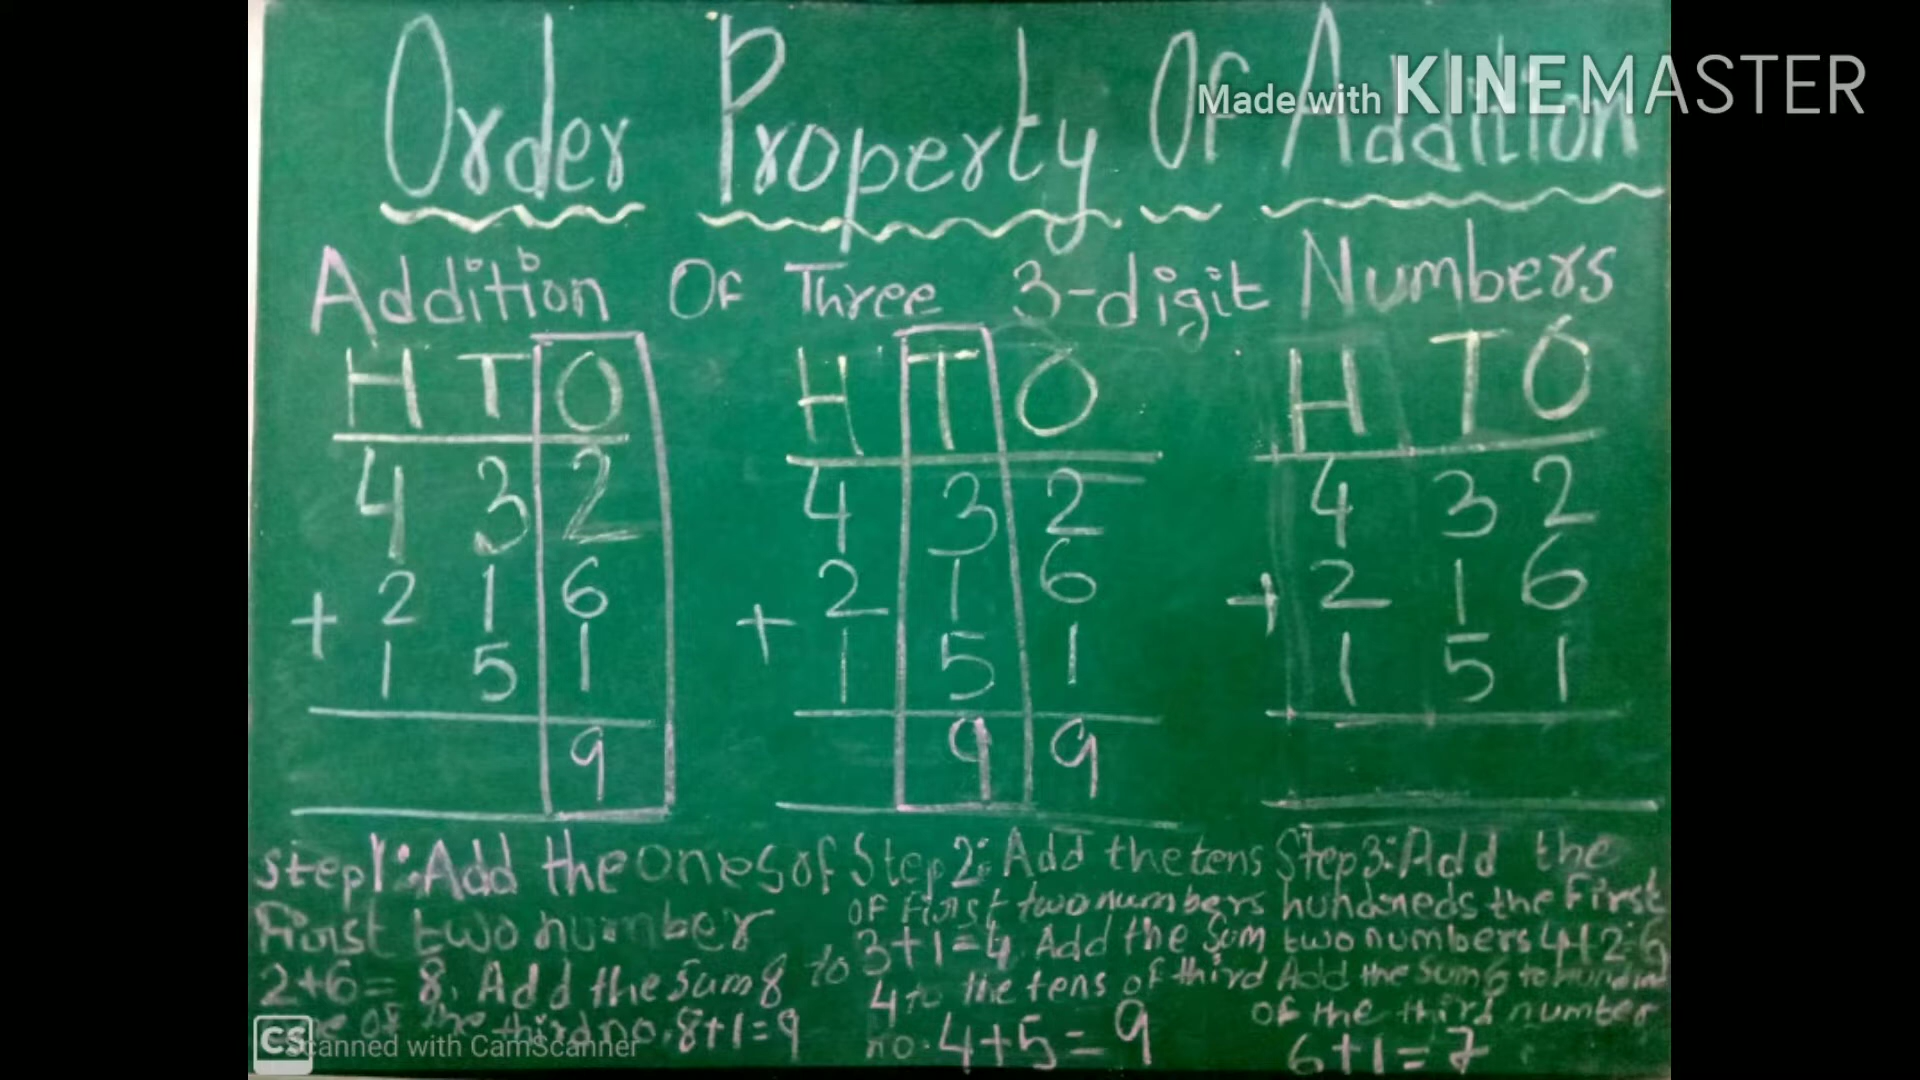 Order Property Of Addition
Made with KINEMASTER
Addition Of Three 3-digit Numbers
H T O
4 3 2
+ 2 1 6
1 5 1
9
H T O
4 3 2
+ 2 1 6
1 5 1
9 9
H T O
4 3 2
+ 2 1 6
1 5 1
Step1: Add the ones of
First two number
2+6= 8. Add the Sum 8 to
of the third no. 8+1=9
Step 2: Add the tens
of First two numbers
3+1=4. Add the Sum
4 to the tens of third
no. 4+5=9
Step 3: Add the
hundreds the First
two numbers 4+2=6
Add the Sum 6 to
of the third number
6+1=7
CS Scanned with CamScanner